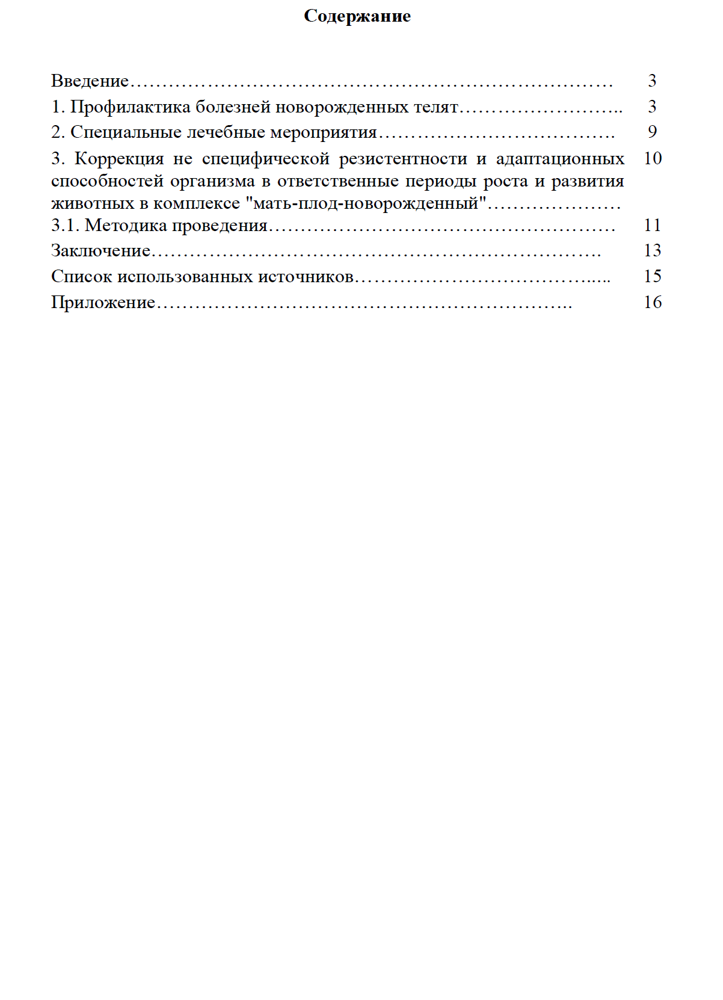 Содержание
Введение…………………………………………………………………  3
1. Профилактика болезней новорожденных телят……………………..  3
2. Специальные лечебные мероприятия……………………………….  9
3. Коррекция не специфической резистентности и адаптационных  10
способностей организма в ответственные периоды роста и развития
животных в комплексе "мать-плод-новорожденный"…………………
3.1. Методика проведения………………………………………………  11
Заключение…………………………………………………………….  13
Список использованных источников………………………………......  15
Приложение………………………………………………………..  16